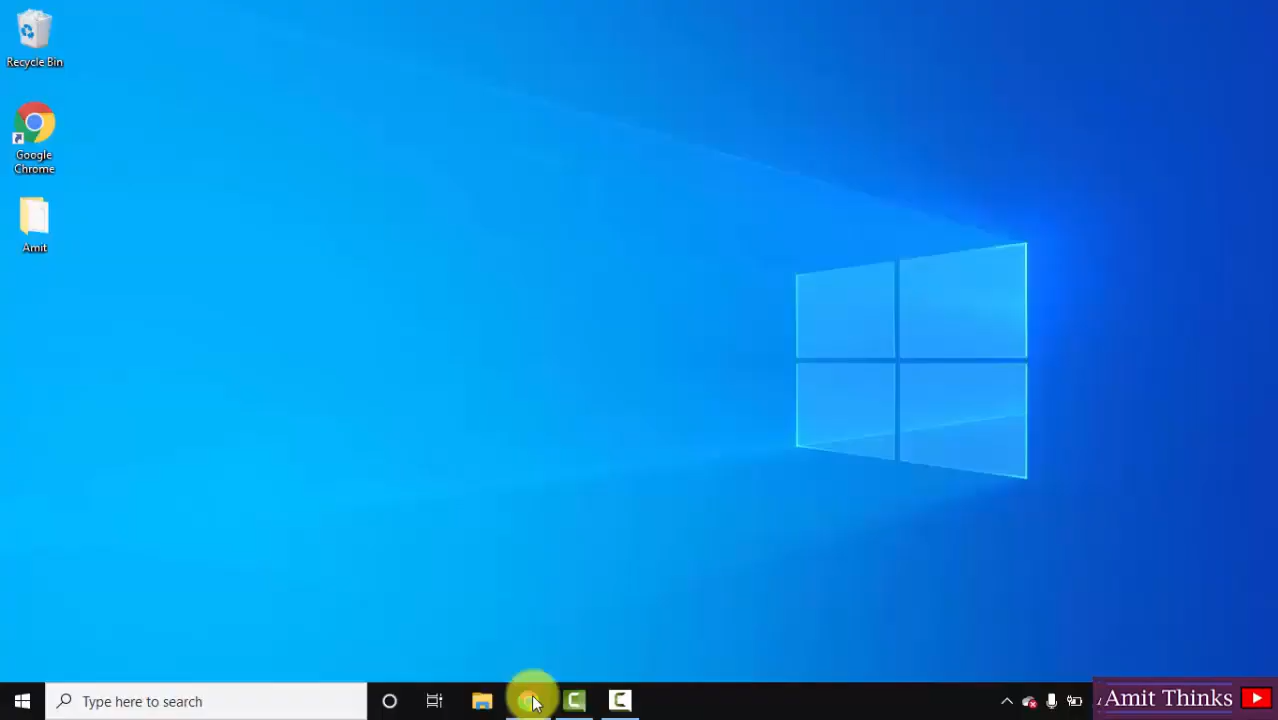 Recycle Bin
Google
Chrome
Amit
Type here to search
Amit Thinks